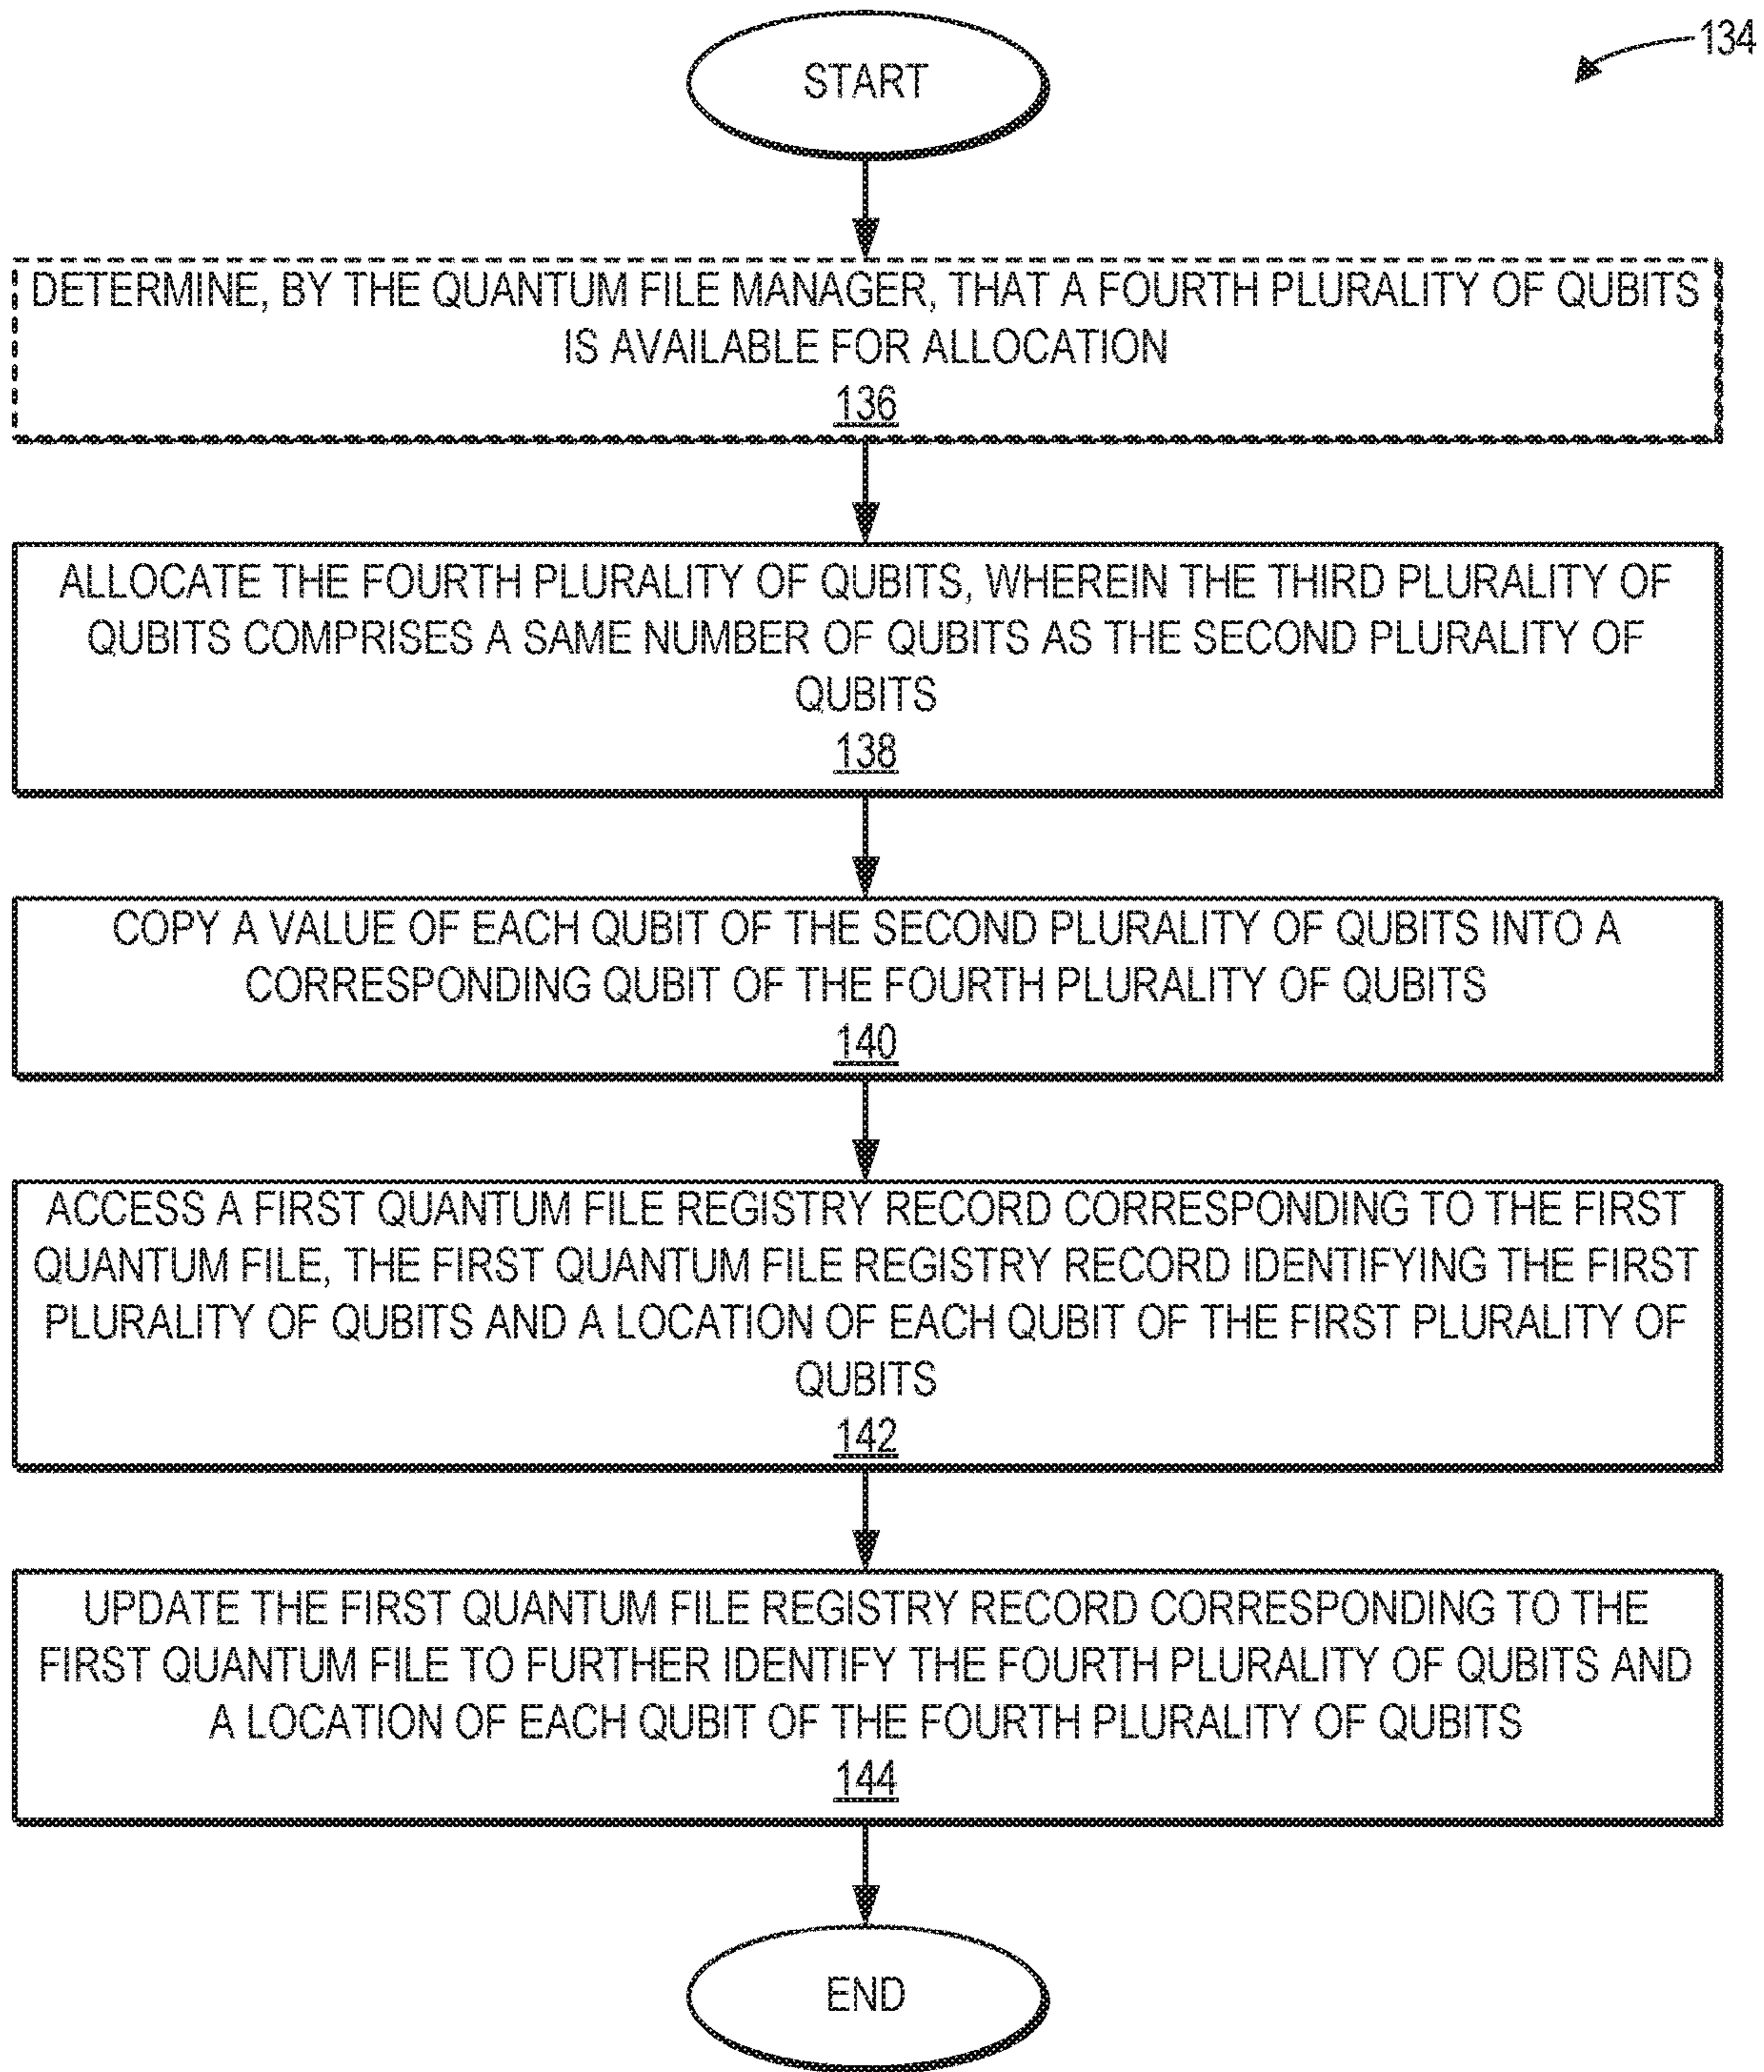 134
START
DETERMINE, BY THE QUANTUM FILE MANAGER, THAT A FOURTH PLURALITY OF QUBITS
IS AVAILABLE FOR ALLOCATION
136
ALLOCATE THE FOURTH PLURALITY OF QUBITS, WHEREIN THE THIRD PLURALITY OF
QUBITS COMPRISES A SAME NUMBER OF QUBITS AS THE SECOND PLURALITY OF
QUBITS
138
COPY A VALUE OF EACH QUBIT OF THE SECOND PLURALITY OF QUBITS INTO A
CORRESPONDING QUBIT OF THE FOURTH PLURALITY OF QUBITS
140
ACCESS A FIRST QUANTUM FILE REGISTRY RECORD CORRESPONDING TO THE FIRST
QUANTUM FILE, THE FIRST QUANTUM FILE REGISTRY RECORD IDENTIFYING THE FIRST
PLURALITY OF QUBITS AND A LOCATION OF EACH QUBIT OF THE FIRST PLURALITY OF
QUBITS
142
UPDATE THE FIRST QUANTUM FILE REGISTRY RECORD CORRESPONDING TO THE
FIRST QUANTUM FILE TO FURTHER IDENTIFY THE FOURTH PLURALITY OF QUBITS AND
A LOCATION OF EACH QUBIT OF THE FOURTH PLURALITY OF QUBITS
144
END